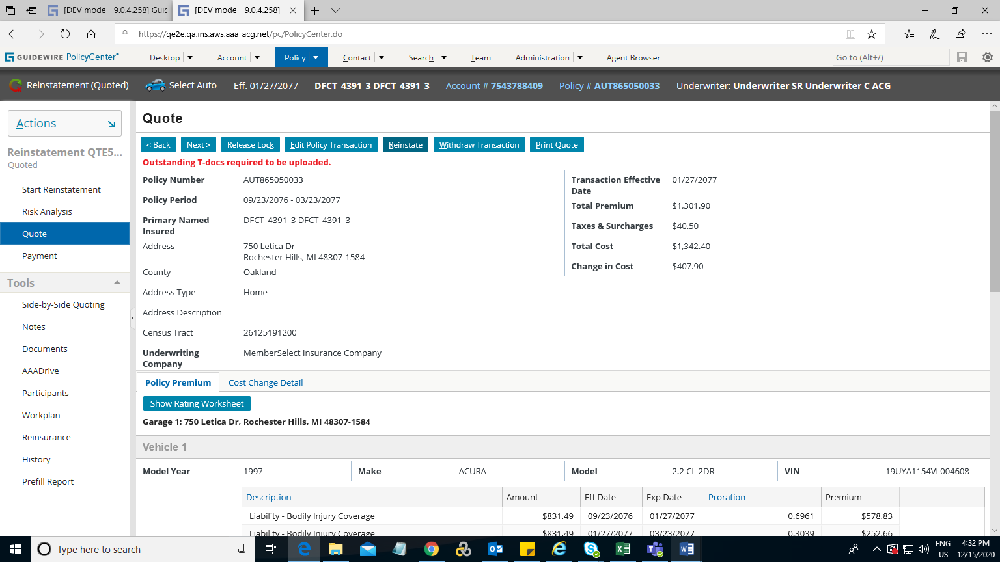 [DEV mode - 9.0.4.258] Guic
[DEV mode - 9.0.4.258]
https://qe2e.qa.ins.aws.aaa-acg.net/pc/PolicyCenter.do
GUIDEWIRE PolicyCenter®
Desktop
Account
Policy
Contact
Search
Team
Administration
Agent Browser
Go to (Alt+/)
Reinstatement (Quoted)
Select Auto
Eff. 01/27/2077
DFCT_4391_3 DFCT_4391_3
Account # 7543788409
Policy # AUT865050033
Underwriter: Underwriter SR Underwriter C ACG
Actions
Reinstatement QTE5...
Quoted
Start Reinstatement
Risk Analysis
Quote
Payment
Tools
Side-by-Side Quoting
Notes
Documents
AAADrive
Participants
Workplan
Reinsurance
History
Prefill Report
Quote
< Back
Next >
Release Lock
Edit Policy Transaction
Reinstate
Withdraw Transaction
Print Quote
Outstanding T-docs required to be uploaded.
Policy Number AUT865050033
Policy Period 09/23/2076 - 03/23/2077
Primary Named Insured DFCT_4391_3 DFCT_4391_3
Address 750 Letica Dr
Rochester Hills, MI 48307-1584
County Oakland
Address Type Home
Address Description
Census Tract 26125191200
Underwriting Company MemberSelect Insurance Company
Transaction Effective Date 01/27/2077
Total Premium $1,301.90
Taxes & Surcharges $40.50
Total Cost $1,342.40
Change in Cost $407.90
Policy Premium
Cost Change Detail
Show Rating Worksheet
Garage 1: 750 Letica Dr, Rochester Hills, MI 48307-1584
Vehicle 1
Model Year 1997 Make ACURA Model 2.2 CL 2DR VIN 19UYA1154VL004608
Description Amount Eff Date Exp Date Proration Premium
Liability - Bodily Injury Coverage $831.49 09/23/2076 01/27/2077 0.6961 $578.83
Liability - Bodily Injury Coverage $831.49 01/27/2077 03/23/2077 0.3039 $252.66
Type here to search
ENG
US
4:32 PM
12/15/2020